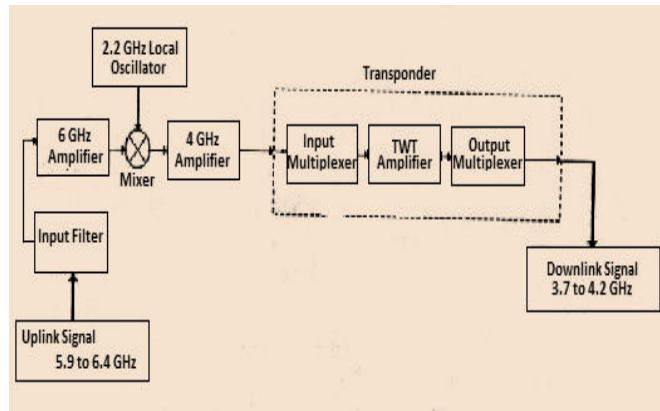 2.2 GHz Local
Oscillator
Transponder
6 GHz
Amplifier
Mixer
4 GHz
Amplifier
Input
Multiplexer
TWT
Amplifier
Output
Multiplexer
Input Filter
Downlink Signal
3.7 to 4.2 GHz
Uplink Signal
5.9 to 6.4 GHz